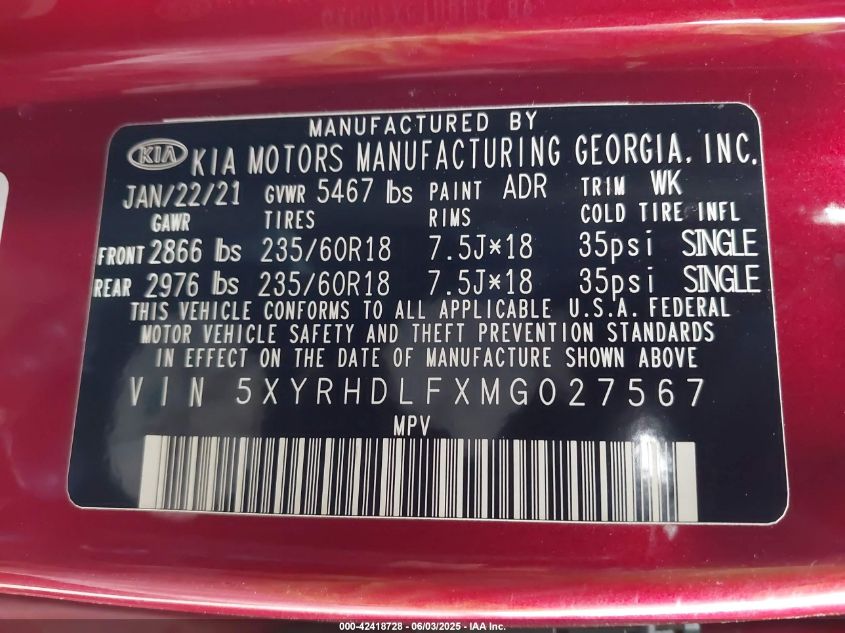 MANUFACTURED BY
KIA KIA MOTORS MANUFACTURING GEORGIA, INC.
JAN/22/21 GVWR 5467 lbs PAINT ADR TRIM WK
GAWR TIRES RIMS COLD TIRE INFL
FRONT 2866 lbs 235/60R18 7.5J*18 35psi SINGLE
REAR 2976 lbs 235/60R18 7.5J*18 35psi SINGLE
THIS VEHICLE CONFORMS TO ALL APPLICABLE U.S.A. FEDERAL
MOTOR VEHICLE SAFETY AND THEFT PREVENTION STANDARDS
IN EFFECT ON THE DATE OF MANUFACTURE SHOWN ABOVE
VIN 5XYRHDLFXMG027567
MPV
000-42418728 - 06/03/2025 - IAA Inc.